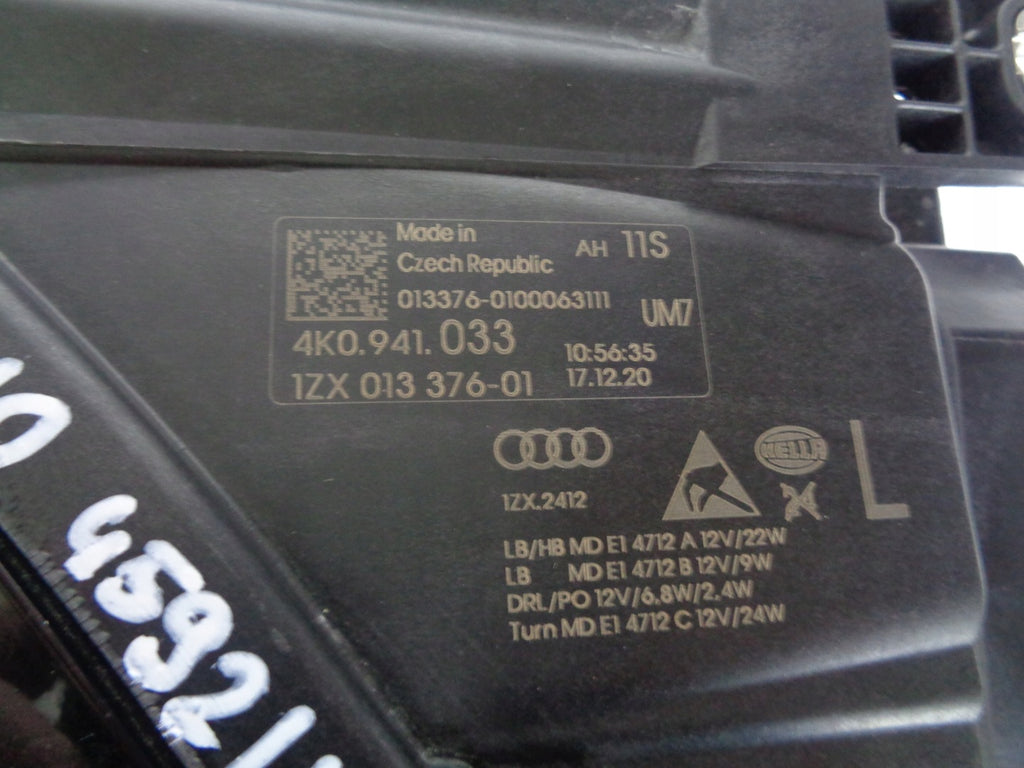 Made in
Czech Republic
AH 11S
013376-0100063111
UM7
4K0.941.033
10:56:35
1ZX 013 376-01
17.12.20
HELLA
L
1ZX.2412
LB/HB MD E1 4712 A 12V/22W
LB MD E1 4712 B 12V/9W
DRL/PO 12V/6.8W/2.4W
Turn MD E1 4712 C 12V/24W
4592